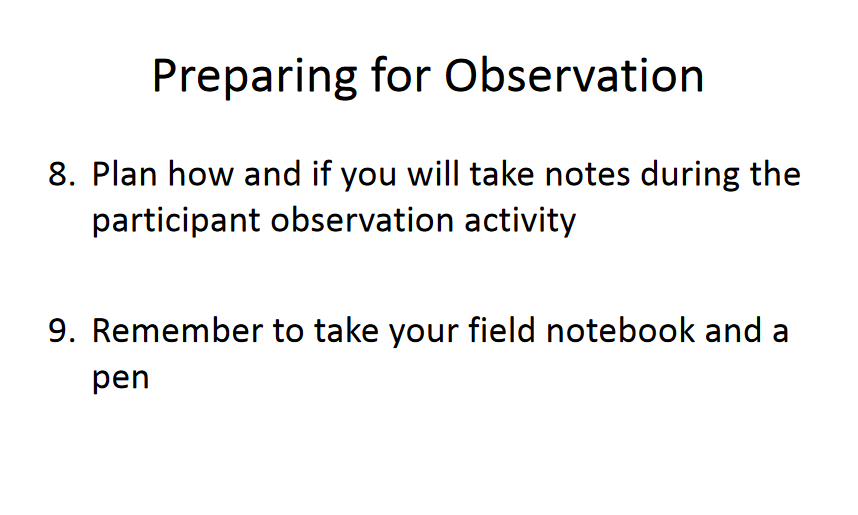 Preparing for Observation
8. Plan how and if you will take notes during the
participant observation activity
9. Remember to take your field notebook and a
pen